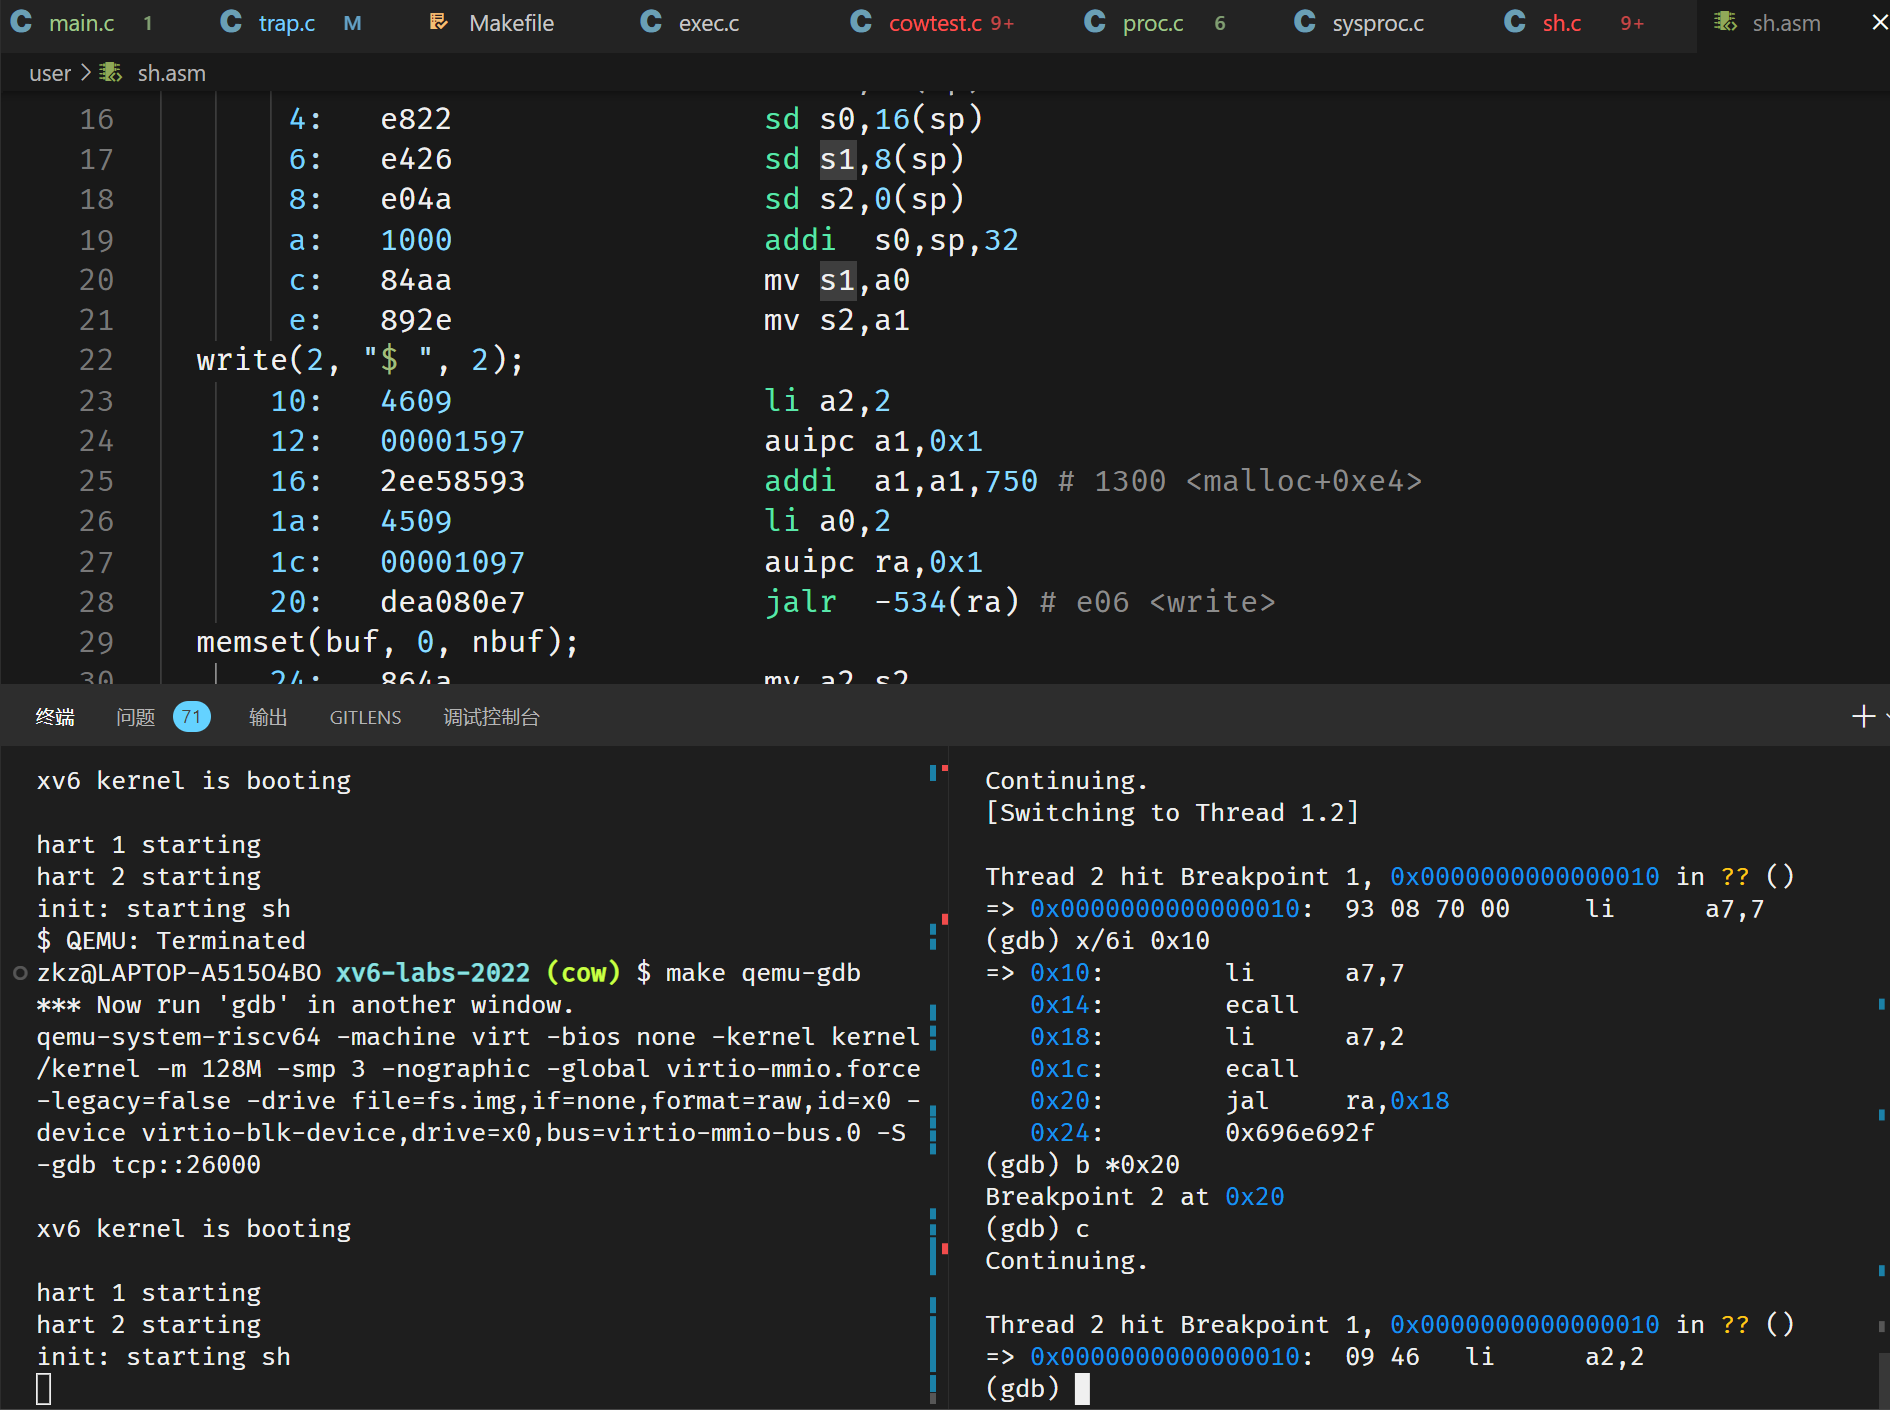 main.c 1 trap.c M Makefile exec.c cowtest.c 9+ proc.c 6 sysproc.c sh.c 9+ sh.asm
user > sh.asm
16 4: e822 sd s0,16(sp)
17 6: e426 sd s1,8(sp)
18 8: e04a sd s2,0(sp)
19 a: 1000 addi s0,sp,32
20 c: 84aa mv s1,a0
21 e: 892e mv s2,a1
22 write(2, "$ ", 2);
23 10: 4609 li a2,2
24 12: 00001597 auipc a1,0x1
25 16: 2ee58593 addi a1,a1,750 # 1300 <malloc+0xe4>
26 1a: 4509 li a0,2
27 1c: 00001097 auipc ra,0x1
28 20: dea080e7 jalr -534(ra) # e06 <write>
29 memset(buf, 0, nbuf);
30 24: 864a mv a2,s2
终端 问题 71 输出 GITLENS 调试控制台
xv6 kernel is booting
hart 1 starting
hart 2 starting
init: starting sh
$ QEMU: Terminated
zkz@LAPTOP-A515O4BO xv6-labs-2022 (cow) $ make qemu-gdb
*** Now run 'gdb' in another window.
qemu-system-riscv64 -machine virt -bios none -kernel kernel
/kernel -m 128M -smp 3 -nographic -global virtio-mmio.force
-legacy=false -drive file=fs.img,if=none,format=raw,id=x0 -
device virtio-blk-device,drive=x0,bus=virtio-mmio-bus.0 -S
-gdb tcp::26000
xv6 kernel is booting
hart 1 starting
hart 2 starting
init: starting sh
Continuing.
[Switching to Thread 1.2]
Thread 2 hit Breakpoint 1, 0x0000000000000010 in ?? ()
=> 0x0000000000000010: 93 08 70 00 li a7,7
(gdb) x/6i 0x10
=> 0x10: li a7,7
0x14: ecall
0x18: li a7,2
0x1c: ecall
0x20: jal ra,0x18
0x24: 0x696e692f
(gdb) b *0x20
Breakpoint 2 at 0x20
(gdb) c
Continuing.
Thread 2 hit Breakpoint 1, 0x0000000000000010 in ?? ()
=> 0x0000000000000010: 09 46 li a2,2
(gdb)